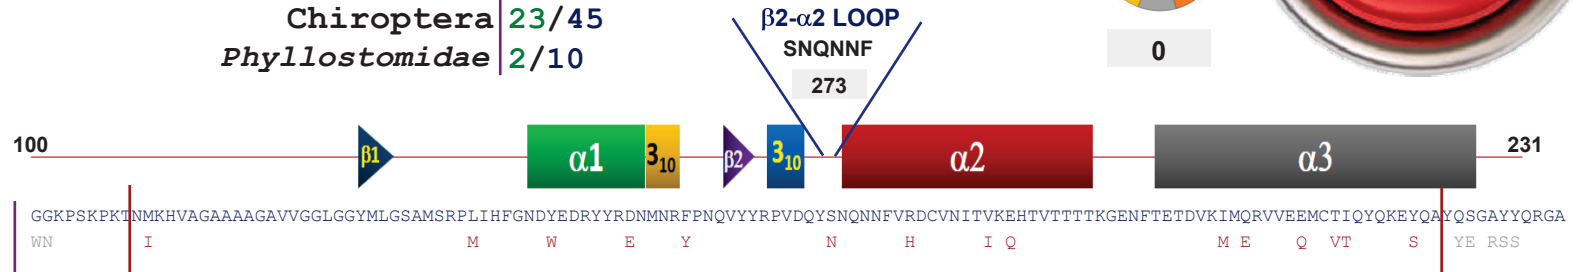 Chiroptera 23/45
Phyllostomidae 2/10
β2-α2 LOOP
SNQNNF
273
0
100 β1 α1 3₁₀ β2 3₁₀ α2 α3 231
GGKPSKPKTNMKHVAGAAAAGAVVGGLGGYMLGSAMSRPLIHFGNDYEDRYYRDNMNRFPNQVYYRPVDQYSNQNNFVRDCVNITVKEHTVTTTTKGENFTETDVKIMQRVVEEMCTIQYQKEYQAYQSGAYYQRGA
WN I M W E Y N H I Q M E Q VT S YE RSS